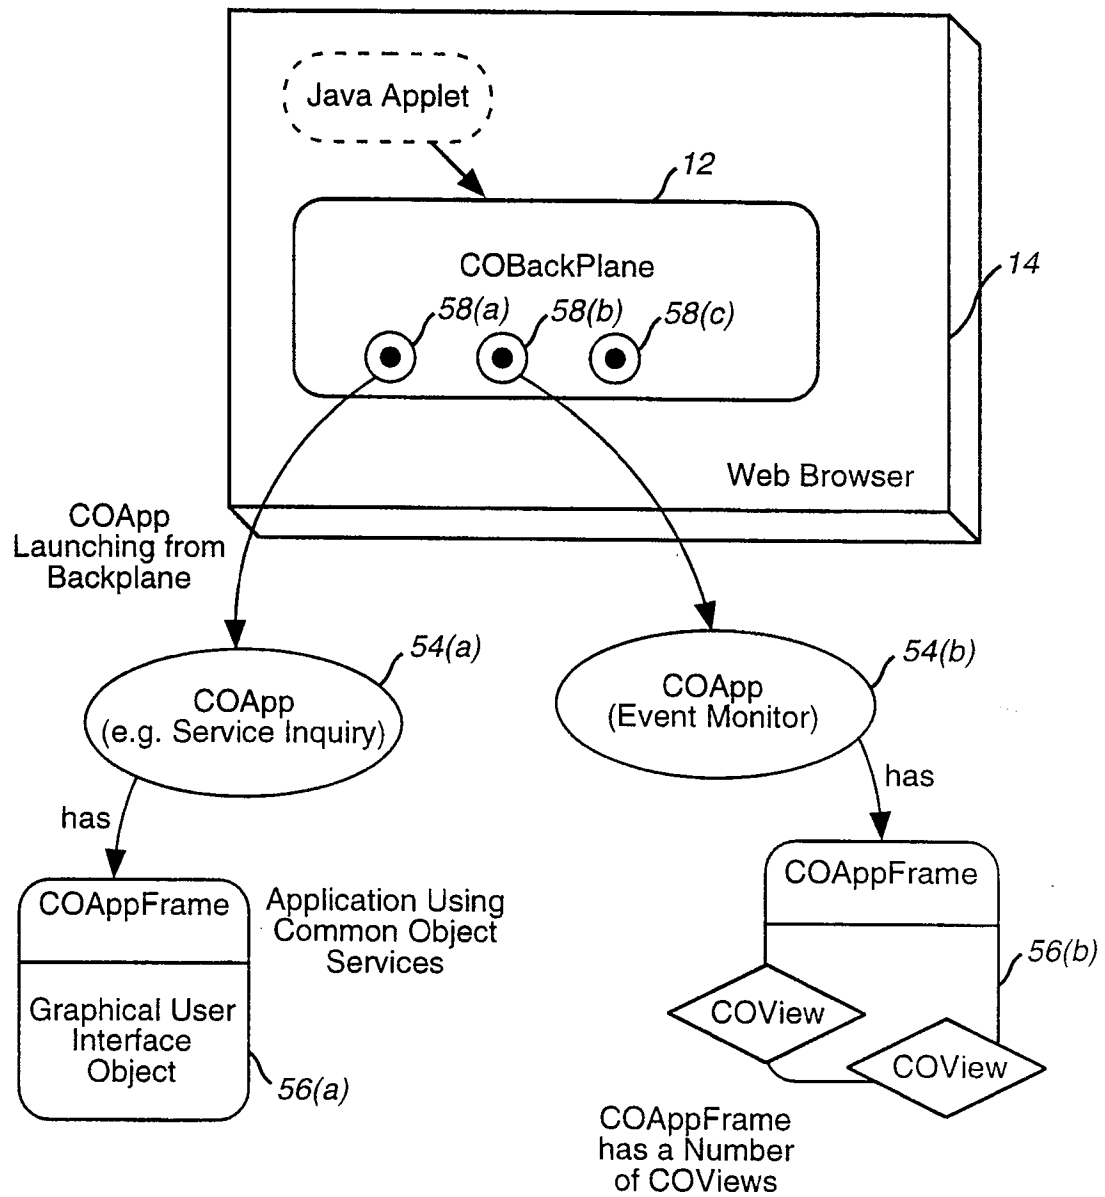 Java Applet
12
COBackPlane
14
58(a)
58(b)
58(c)
Web Browser
COApp
Launching from
Backplane
54(a)
COApp
(e.g. Service Inquiry)
54(b)
COApp
(Event Monitor)
has
has
COAppFrame
Graphical User
Interface
Object
56(a)
Application Using
Common Object
Services
COAppFrame
56(b)
COView
COView
COAppFrame
has a Number
of COViews